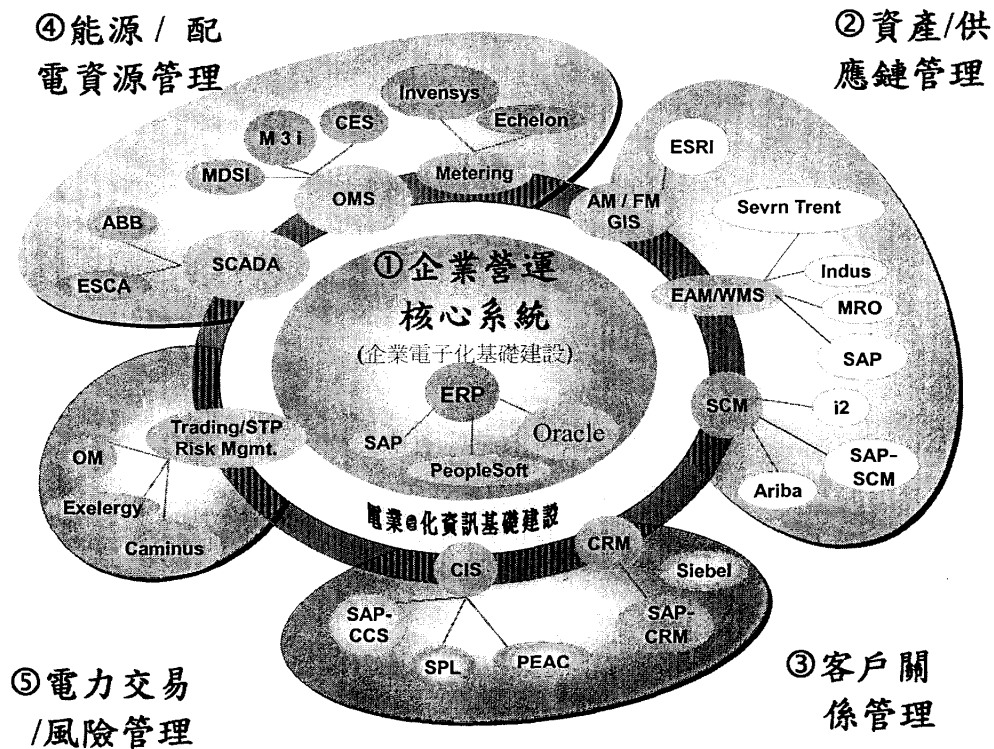 ④能源 / 配
電資源管理
②資產/供
應鏈管理
Invensys
Echelon
CES
M 3 i
MDSI
Metering
OMS
ABB
ESCA
SCADA
ESRI
AM / FM
GIS
Sevrn Trent
Indus
EAM/WMS
MRO
SAP
①企業營運
核心系統
(企業電子化基礎建設)
ERP
SAP
Oracle
PeopleSoft
SCM
i2
SAP-
SCM
Ariba
Trading/STP
Risk Mgmt.
OM
Exelergy
Caminus
電業e化資訊基礎建設
CIS
CRM
Siebel
SAP-
CCS
SPL
PEAC
SAP-
CRM
⑤電力交易
/風險管理
③客戶關
係管理